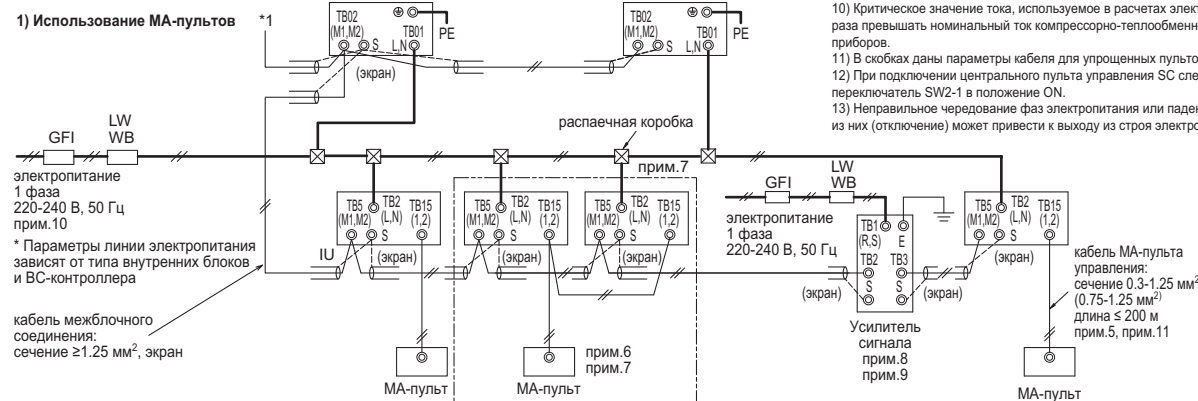 1) Использование МА-пультов
*1
TB02
(M1,M2)
S
L,N
TB01
PE
(экран)
TB02
(M1,M2)
S
L,N
TB01
PE
10) Критическое значение тока, используемое в расчетах
раза превышать номинальный ток
приборов.
11) В скобках даны параметры кабеля для упрощенных
12) При подключении центрального пульта управления SC
переключатель SW2-1 в положение ON.
13) Неправильное чередование фаз электропитания или
из них (отключение) может привести к выходу из строя
распаечная коробка
прим.7
GFI
LW
WB
электропитание
1 фаза
220-240 В, 50 Гц
прим.10
* Параметры линии электропитания
зависят от типа внутренних блоков
и ВС-контроллера
кабель межблочного
соединения:
сечение ≥1.25 мм², экран
IU
TB5
(M1,M2)
S
TB2
(L,N)
TB15
(1,2)
(экран)
МА-пульт
TB5
(M1,M2)
S
TB2
(L,N)
TB15
(1,2)
(экран)
МА-пульт
прим.6
прим.7
TB5
(M1,M2)
S
TB2
(L,N)
TB15
(1,2)
(экран)
GFI
LW
WB
электропитание
1 фаза
220-240 В, 50 Гц
TB1
(R,S)
E
TB2
TB3
S
S
(экран)
(экран)
Усилитель
сигнала
прим.8
прим.9
TB5
(M1,M2)
S
TB2
(L,N)
TB15
(1,2)
(экран)
кабель МА-пульта
управления:
сечение 0.3-1.25 мм²
(0.75-1.25 мм²)
длина ≤ 200 м
прим.5, прим.11
МА-пульт